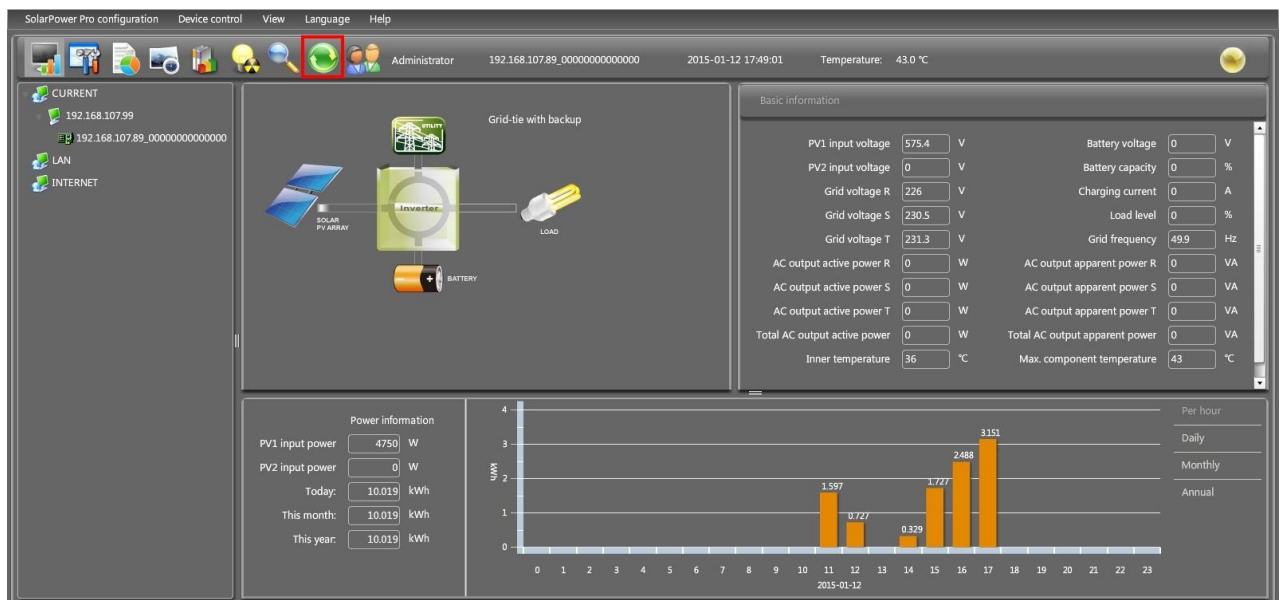 SolarPower Pro configuration Device control View Language Help
Administrator 192.168.107.89_00000000000000 2015-01-12 17:49:01 Temperature: 43.0 ℃
CURRENT
192.168.107.99
192.168.107.89_00000000000000
LAN
INTERNET
Grid-tie with backup
UTILITY
SOLAR
PV ARRAY
Inverter
LOAD
BATTERY
Basic information
PV1 input voltage 575.4 V Battery voltage 0 V
PV2 input voltage 0 V Battery capacity 0 %
Grid voltage R 226 V Charging current 0 A
Grid voltage S 230.5 V Load level 0 %
Grid voltage T 231.3 V Grid frequency 49.9 Hz
AC output active power R 0 W AC output apparent power R 0 VA
AC output active power S 0 W AC output apparent power S 0 VA
AC output active power T 0 W AC output apparent power T 0 VA
Total AC output active power 0 W Total AC output apparent power 0 VA
Inner temperature 36 ℃ Max. component temperature 43 ℃
Power information
PV1 input power 4750 W
PV2 input power 0 W
Today: 10.019 kWh
This month: 10.019 kWh
This year: 10.019 kWh
4
3
2
1
0
kWh
1.597 0.727 0.329 1.727 2.488 3.151
0 1 2 3 4 5 6 7 8 9 10 11 12 13 14 15 16 17 18 19 20 21 22 23
2015-01-12
Per hour
Daily
Monthly
Annual